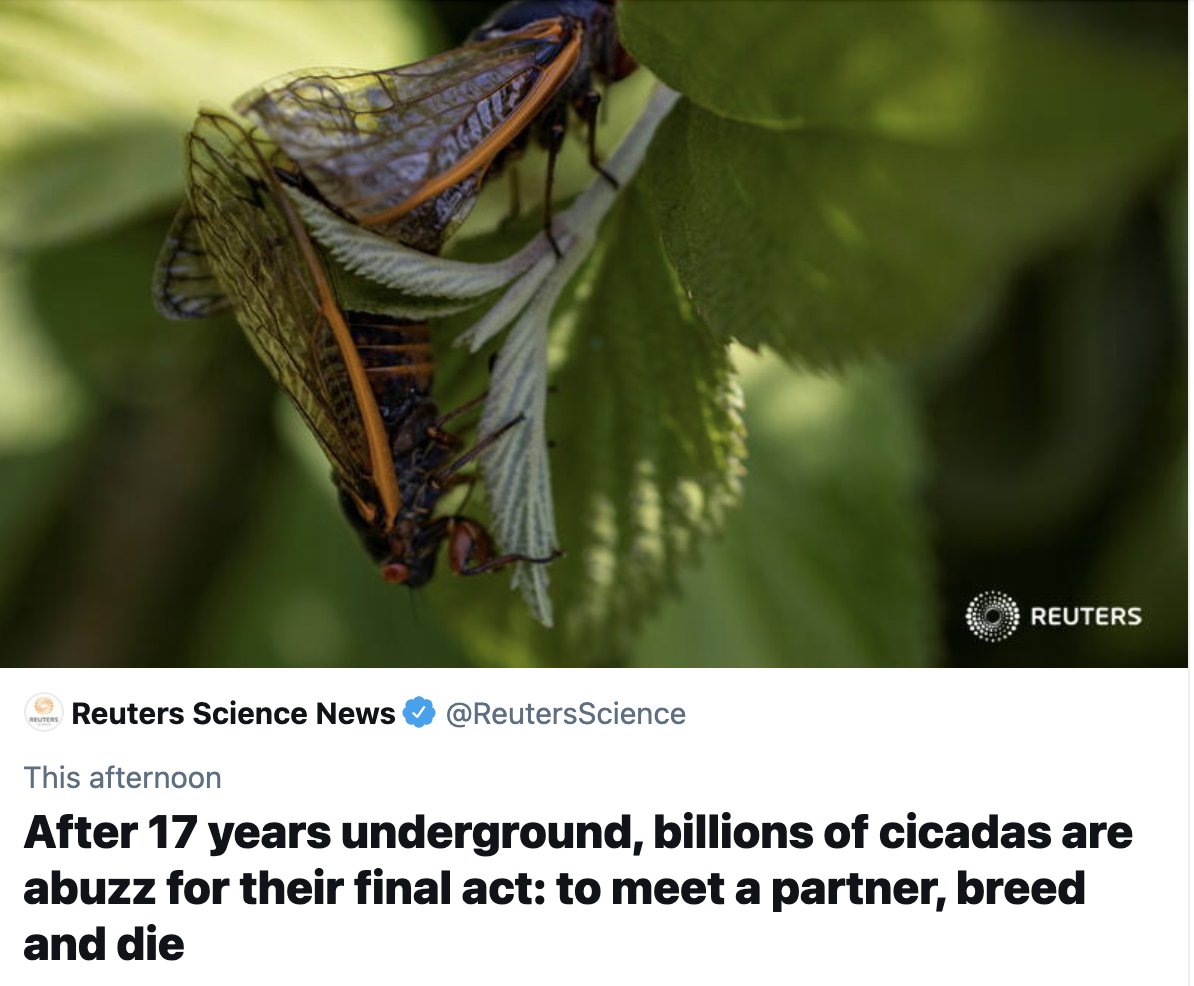 REUTERS
REUTERS
Reuters Science News @ReutersScience
This afternoon
After 17 years underground, billions of cicadas are
abuzz for their final act: to meet a partner, breed
and die